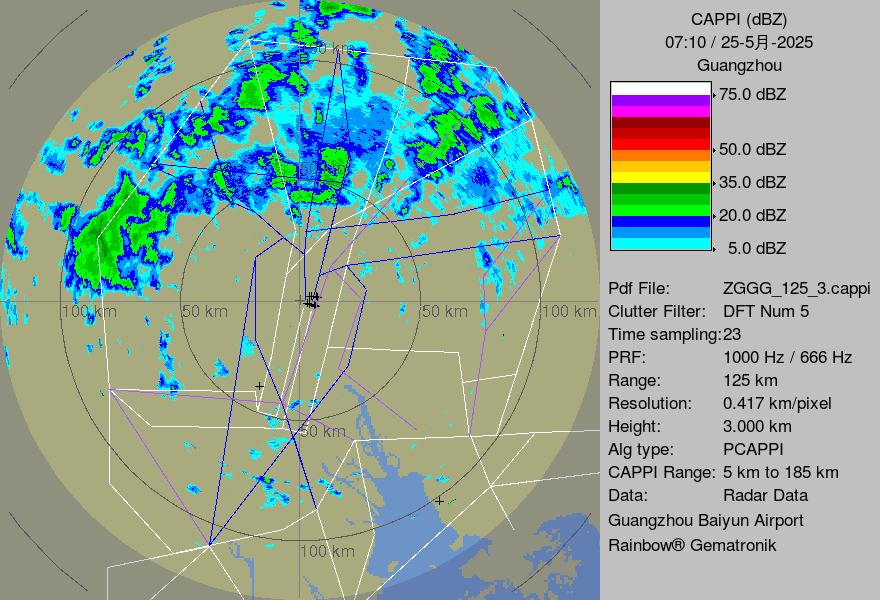 CAPPI (dBZ)
07:10 / 25-5月-2025
Guangzhou
75.0 dBZ
50.0 dBZ
35.0 dBZ
20.0 dBZ
5.0 dBZ
Pdf File: ZGGG_125_3.cappi
Clutter Filter: DFT Num 5
Time sampling:23
PRF: 1000 Hz / 666 Hz
Range: 125 km
Resolution: 0.417 km/pixel
Height: 3.000 km
Alg type: PCAPPI
CAPPI Range: 5 km to 185 km
Data: Radar Data
Guangzhou Baiyun Airport
Rainbow® Gematronik
100 km
50 km
100 km
50 km
50 km
100 km
50 km
100 km